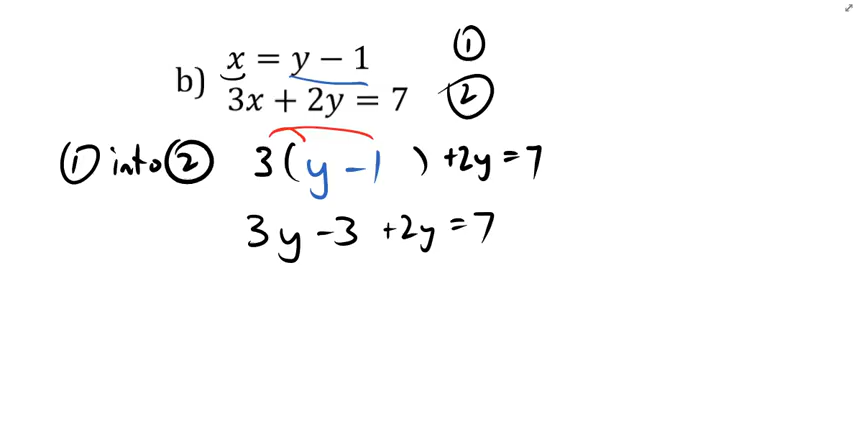 x = y − 1 ①
b)
3x + 2y = 7 ②
① into ② 3(y − 1) + 2y = 7
3y − 3 + 2y = 7